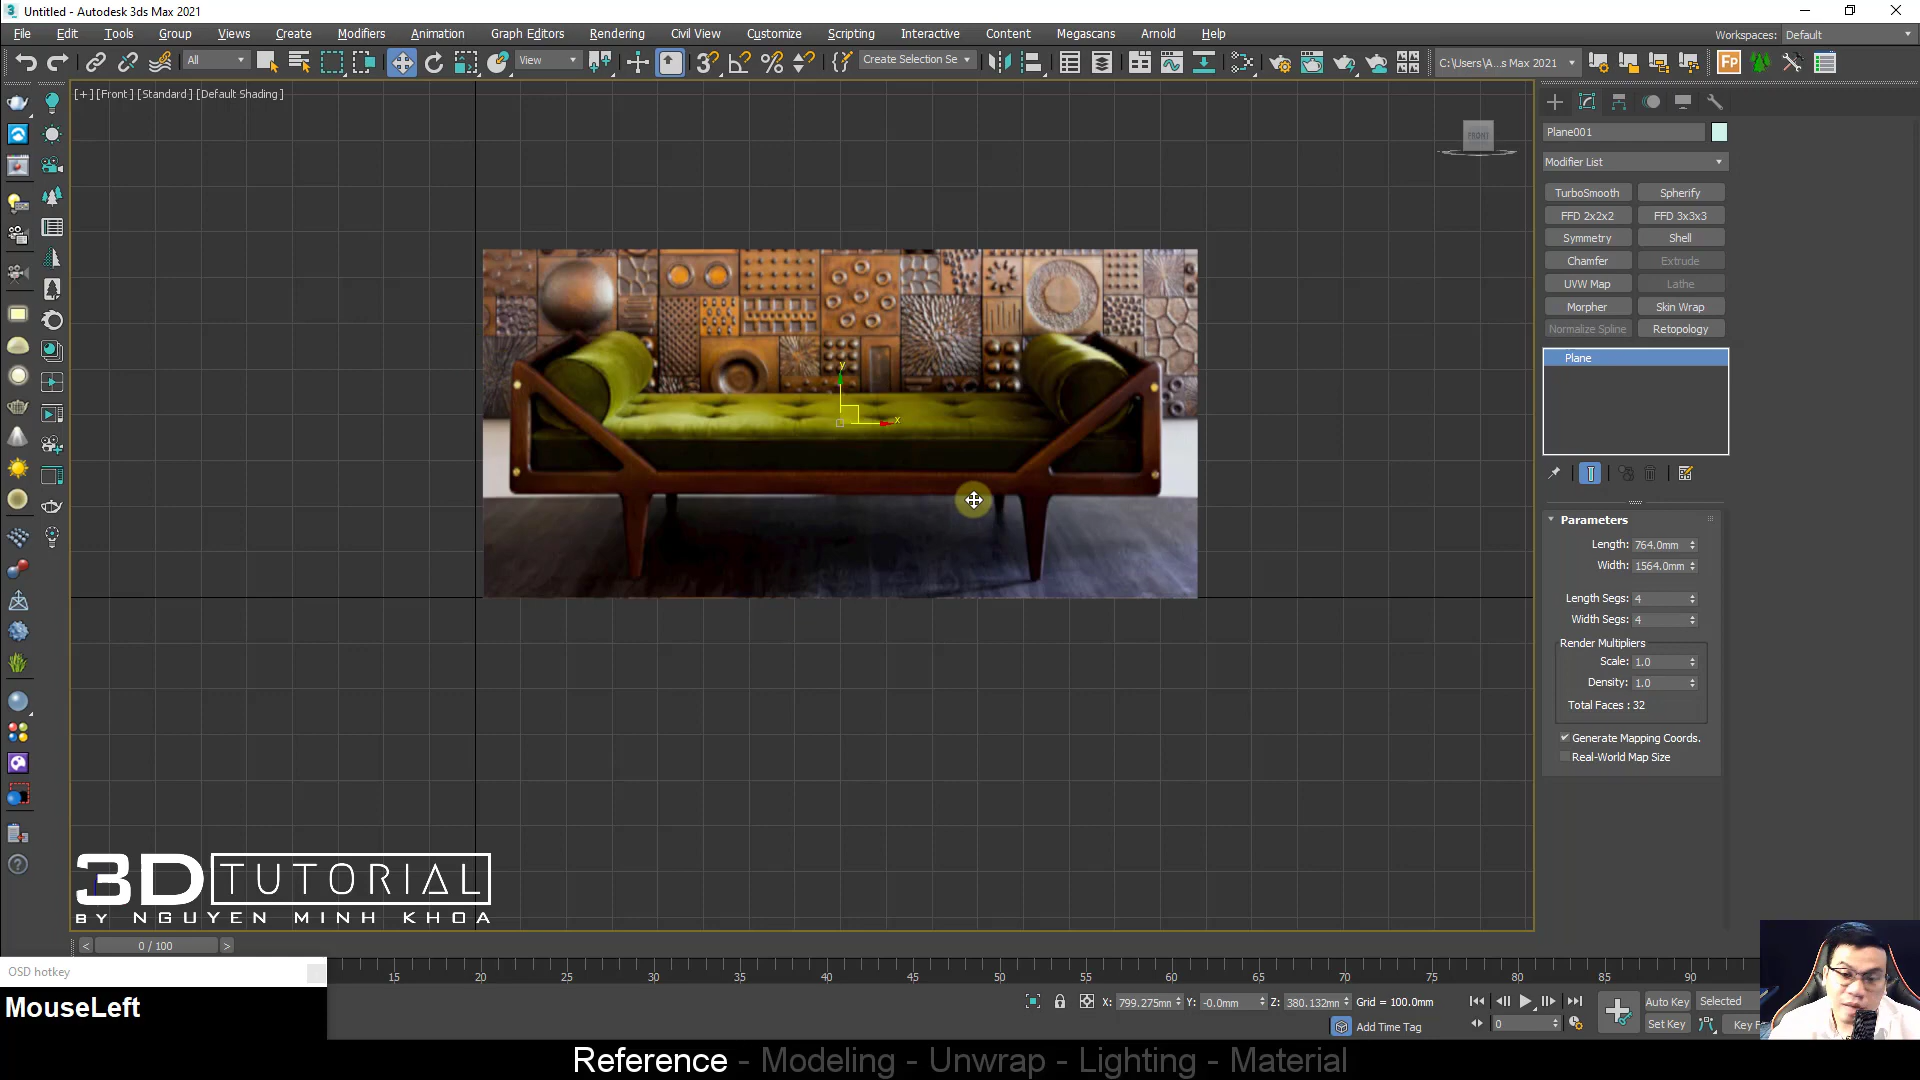 Untitled - Autodesk 3ds Max 2021
File Edit Tools Group Views Create Modifiers Animation Graph Editors Rendering Civil View Customize Scripting Interactive Content Megascans Arnold Help
Workspaces: Default
All View Create Selection Se C:\Users\A...s Max 2021
[+] [Front] [Standard] [Default Shading]
FRONT
Plane001
Modifier List
TurboSmooth Spherify
FFD 2x2x2 FFD 3x3x3
Symmetry Shell
Chamfer Extrude
UVW Map Lathe
Morpher Skin Wrap
Normalize Spline Retopology
Plane
y
x
Parameters
Length: 764.0mm
Width: 1564.0mm
Length Segs: 4
Width Segs: 4
Render Multipliers
Scale: 1.0
Density: 1.0
Total Faces : 32
Generate Mapping Coords.
Real-World Map Size
3D TUTORIAL
BY NGUYEN MINH KHOA
< 0 / 100 >
15 20 25 30 35 40 45 50 55 60 65 70 75 80 85 90
OSD hotkey
MouseLeft
X: 799.275mm Y: -0.0mm Z: 380.132mm Grid = 100.0mm
Add Time Tag
0
Auto Key Selected
Set Key
Reference - Modeling - Unwrap - Lighting - Material